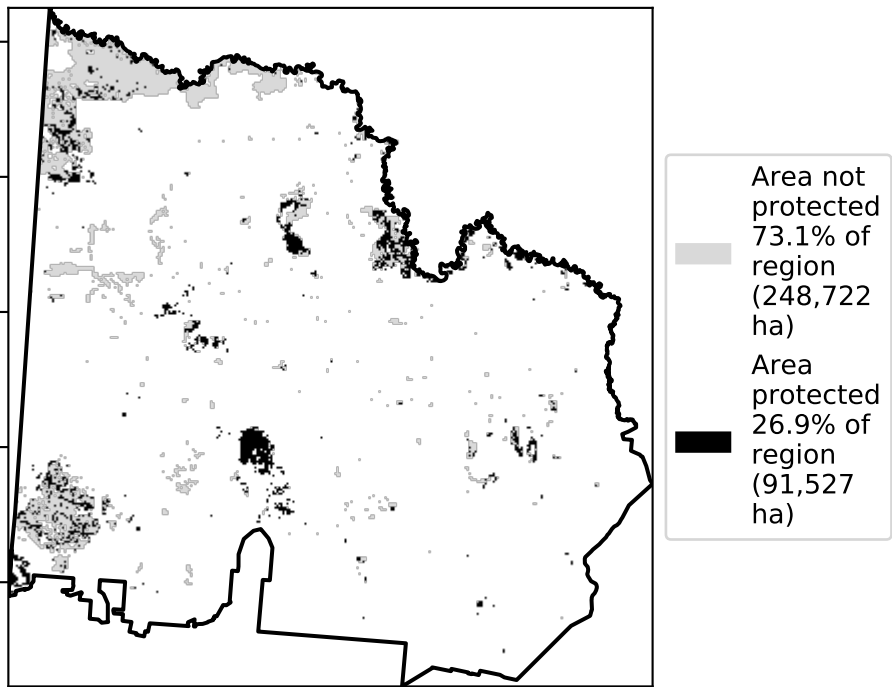 Area not
protected
73.1% of
region
(248,722
ha)
Area
protected
26.9% of
region
(91,527
ha)